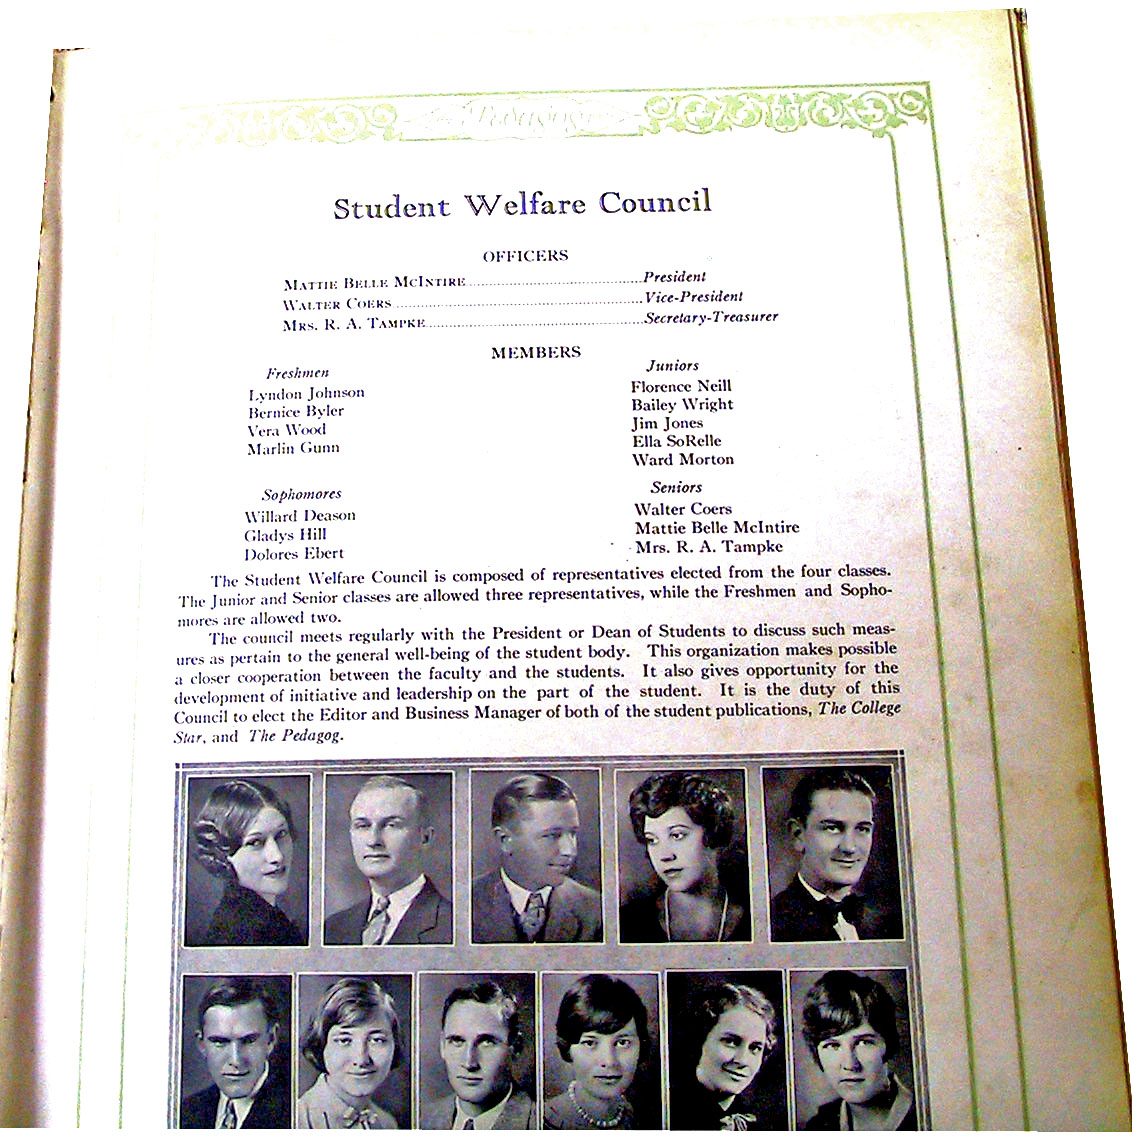 Pedagog
Student Welfare Council
OFFICERS
Mattie Belle McIntire President
Walter Coers Vice-President
Mrs. R. A. Tampke Secretary-Treasurer
MEMBERS
Freshmen
Lyndon Johnson
Bernice Byler
Vera Wood
Marlin Gunn
Sophomores
Willard Deason
Gladys Hill
Dolores Ebert
Juniors
Florence Neill
Bailey Wright
Jim Jones
Ella SoRelle
Ward Morton
Seniors
Walter Coers
Mattie Belle McIntire
Mrs. R. A. Tampke
The Student Welfare Council is composed of representatives elected from the four classes.
The Junior and Senior classes are allowed three representatives, while the Freshmen and Sopho-
mores are allowed two.
The council meets regularly with the President or Dean of Students to discuss such meas-
ures as pertain to the general well-being of the student body. This organization makes possible
a closer cooperation between the faculty and the students. It also gives opportunity for the
development of initiative and leadership on the part of the student. It is the duty of this
Council to elect the Editor and Business Manager of both of the student publications, The College
Star, and The Pedagog.